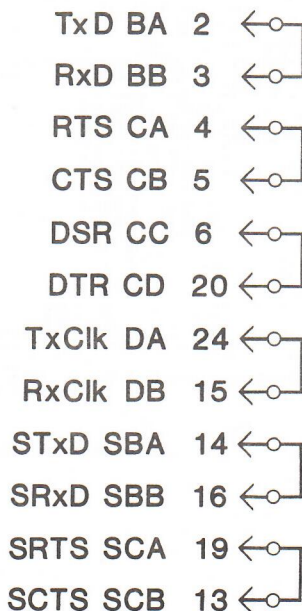 TxD BA 2
RxD BB 3
RTS CA 4
CTS CB 5
DSR CC 6
DTR CD 20
TxClk DA 24
RxClk DB 15
STxD SBA 14
SRxD SBB 16
SRTS SCA 19
SCTS SCB 13